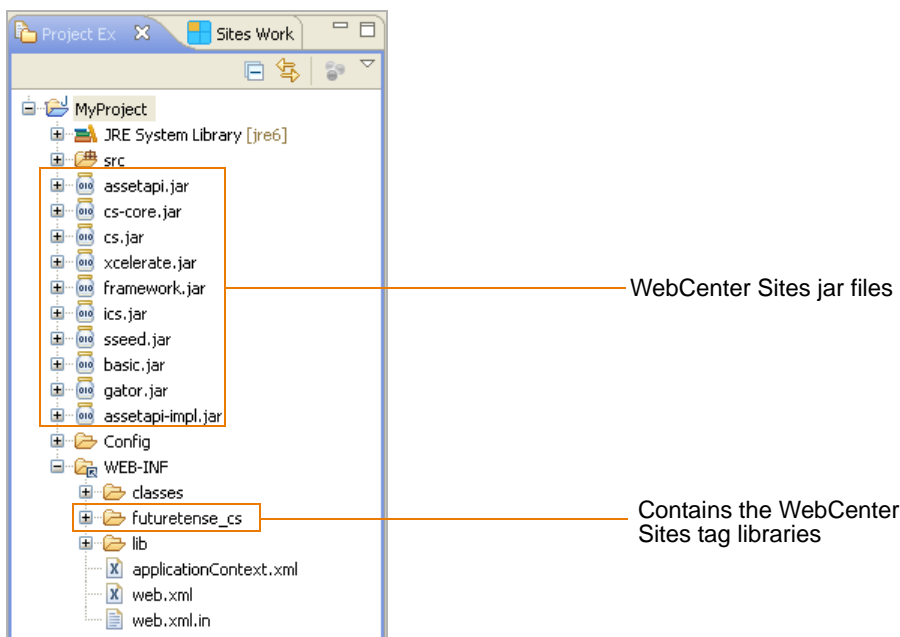 Project Ex
Sites Work
MyProject
JRE System Library [jre6]
src
assetapi.jar
cs-core.jar
cs.jar
xcelerate.jar
framework.jar
ics.jar
sseed.jar
basic.jar
gator.jar
assetapi-impl.jar
Config
WEB-INF
classes
futuretense_cs
lib
applicationContext.xml
web.xml
web.xml.in
WebCenter Sites jar files
Contains the WebCenter
Sites tag libraries